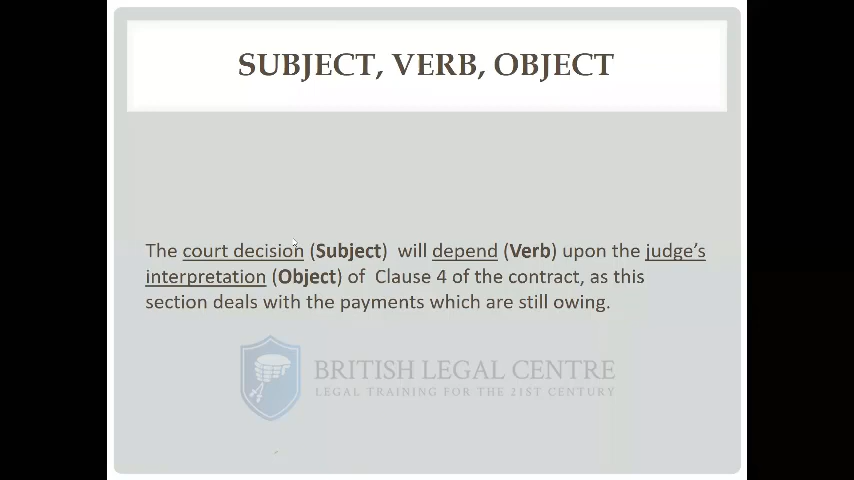 SUBJECT, VERB, OBJECT
The court decision (Subject) will depend (Verb) upon the judge’s
interpretation (Object) of Clause 4 of the contract, as this
section deals with the payments which are still owing.
BRITISH LEGAL CENTRE
LEGAL TRAINING FOR THE 21ST CENTURY